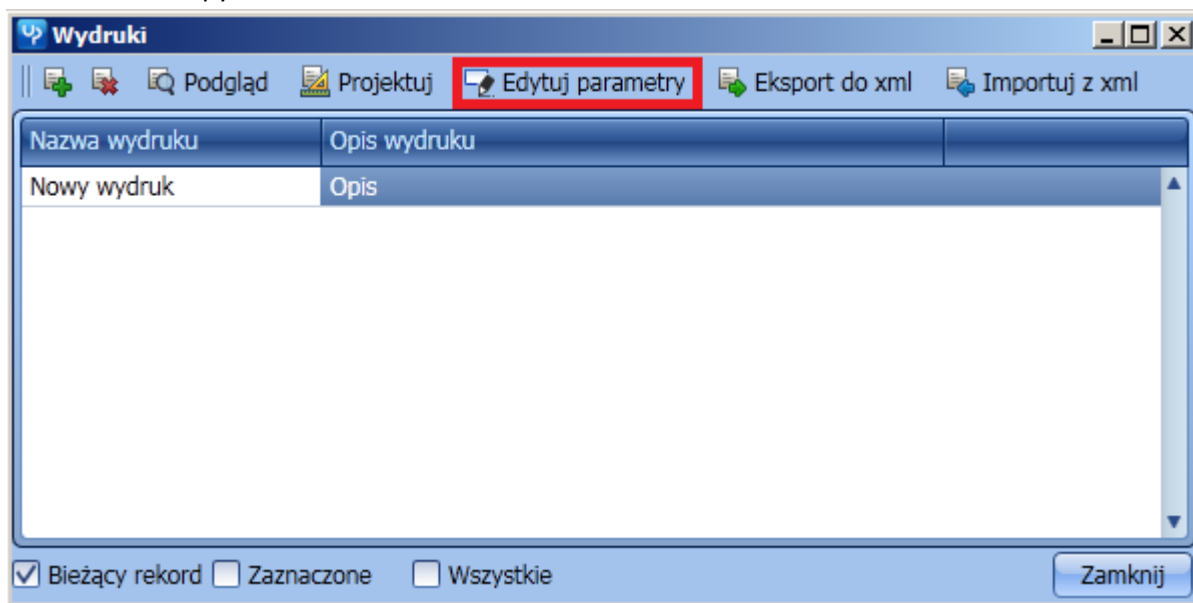 Wydruki
Podgląd Projektuj Edytuj parametry Eksport do xml Importuj z xml
Nazwa wydruku Opis wydruku
Nowy wydruk Opis
Bieżący rekord Zaznaczone Wszystkie Zamknij